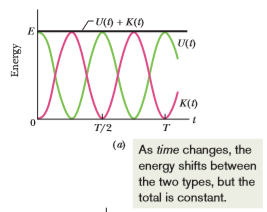 U(t) + K(t)
E
U(t)
Energy
K(t)
0
T/2
T
t
(a)
As time changes, the
energy shifts between
the two types, but the
total is constant.